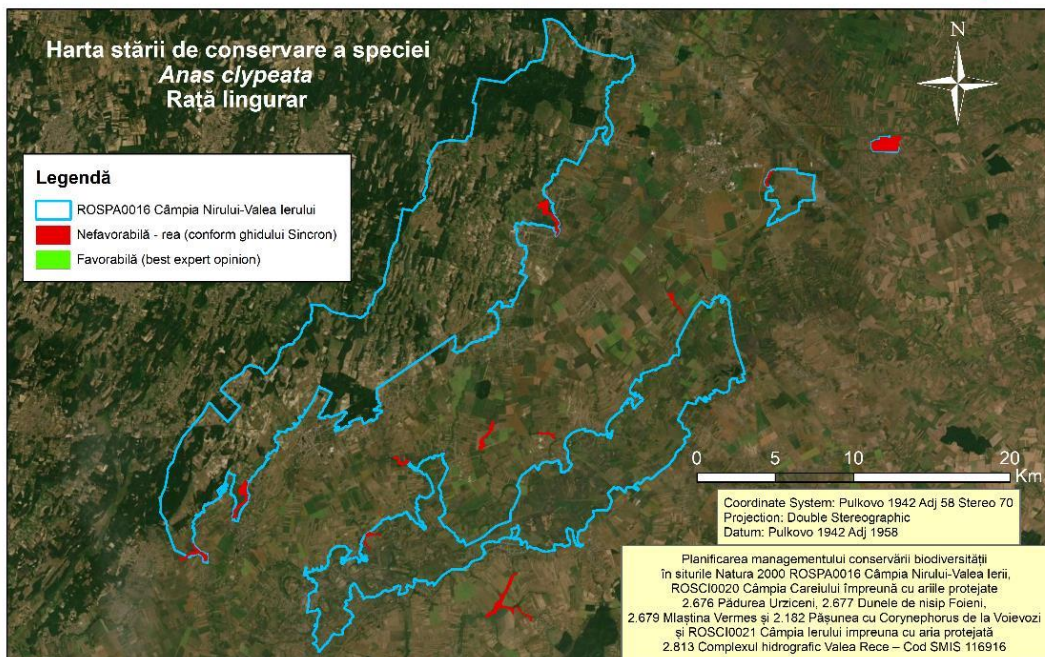 Harta stării de conservare a speciei
Anas clypeata
Rață lingurar
N
Legendă
ROSPA0016 Câmpia Nirului-Valea Ierului
Nefavorabilă - rea (conform ghidului Sincron)
Favorabilă (best expert opinion)
0 5 10 20
Km
Coordinate System: Pulkovo 1942 Adj 58 Stereo 70
Projection: Double Stereographic
Datum: Pulkovo 1942 Adj 1958
Planificarea managementului conservării biodiversității
în siturile Natura 2000 ROSPA0016 Câmpia Nirului-Valea Ierii,
ROSCI0020 Câmpia Careiului împreună cu ariile protejate
2.676 Pădurea Urziceni, 2.677 Dunele de nisip Foieni,
2.679 Mlaștina Vermes și 2.182 Pășunea cu Corynephorus de la Voievozi
și ROSCI0021 Câmpia Ierului impreuna cu aria protejată
2.813 Complexul hidrografic Valea Rece – Cod SMIS 116916